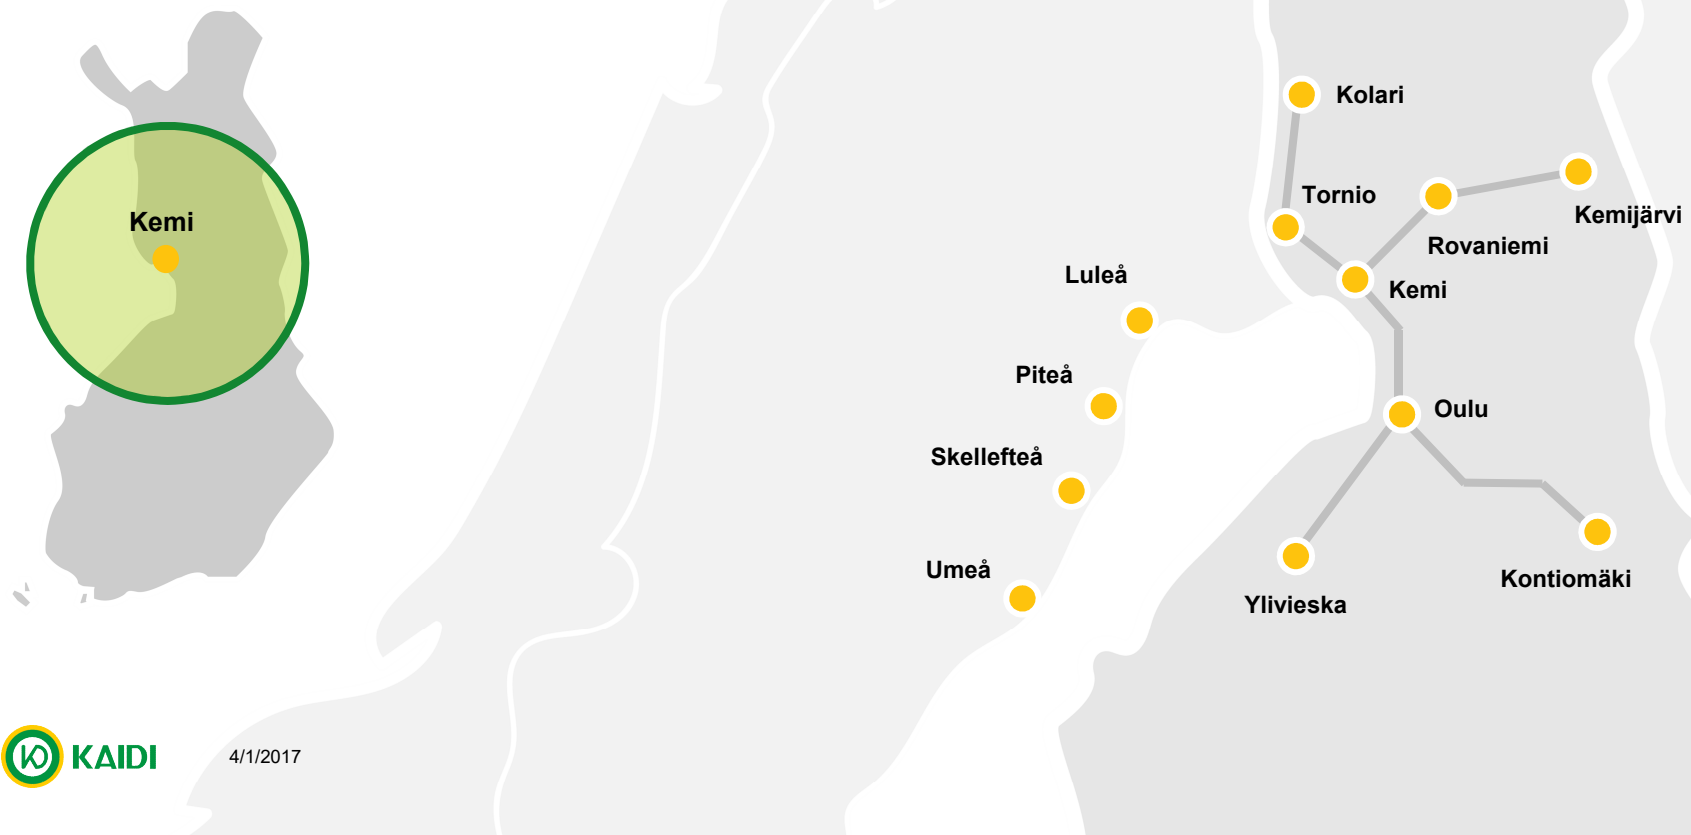 Kemi
Kolari
Tornio
Kemijärvi
Rovaniemi
Luleå
Kemi
Piteå
Oulu
Skellefteå
Umeå
Kontiomäki
Ylivieska
KAIDI
4/1/2017